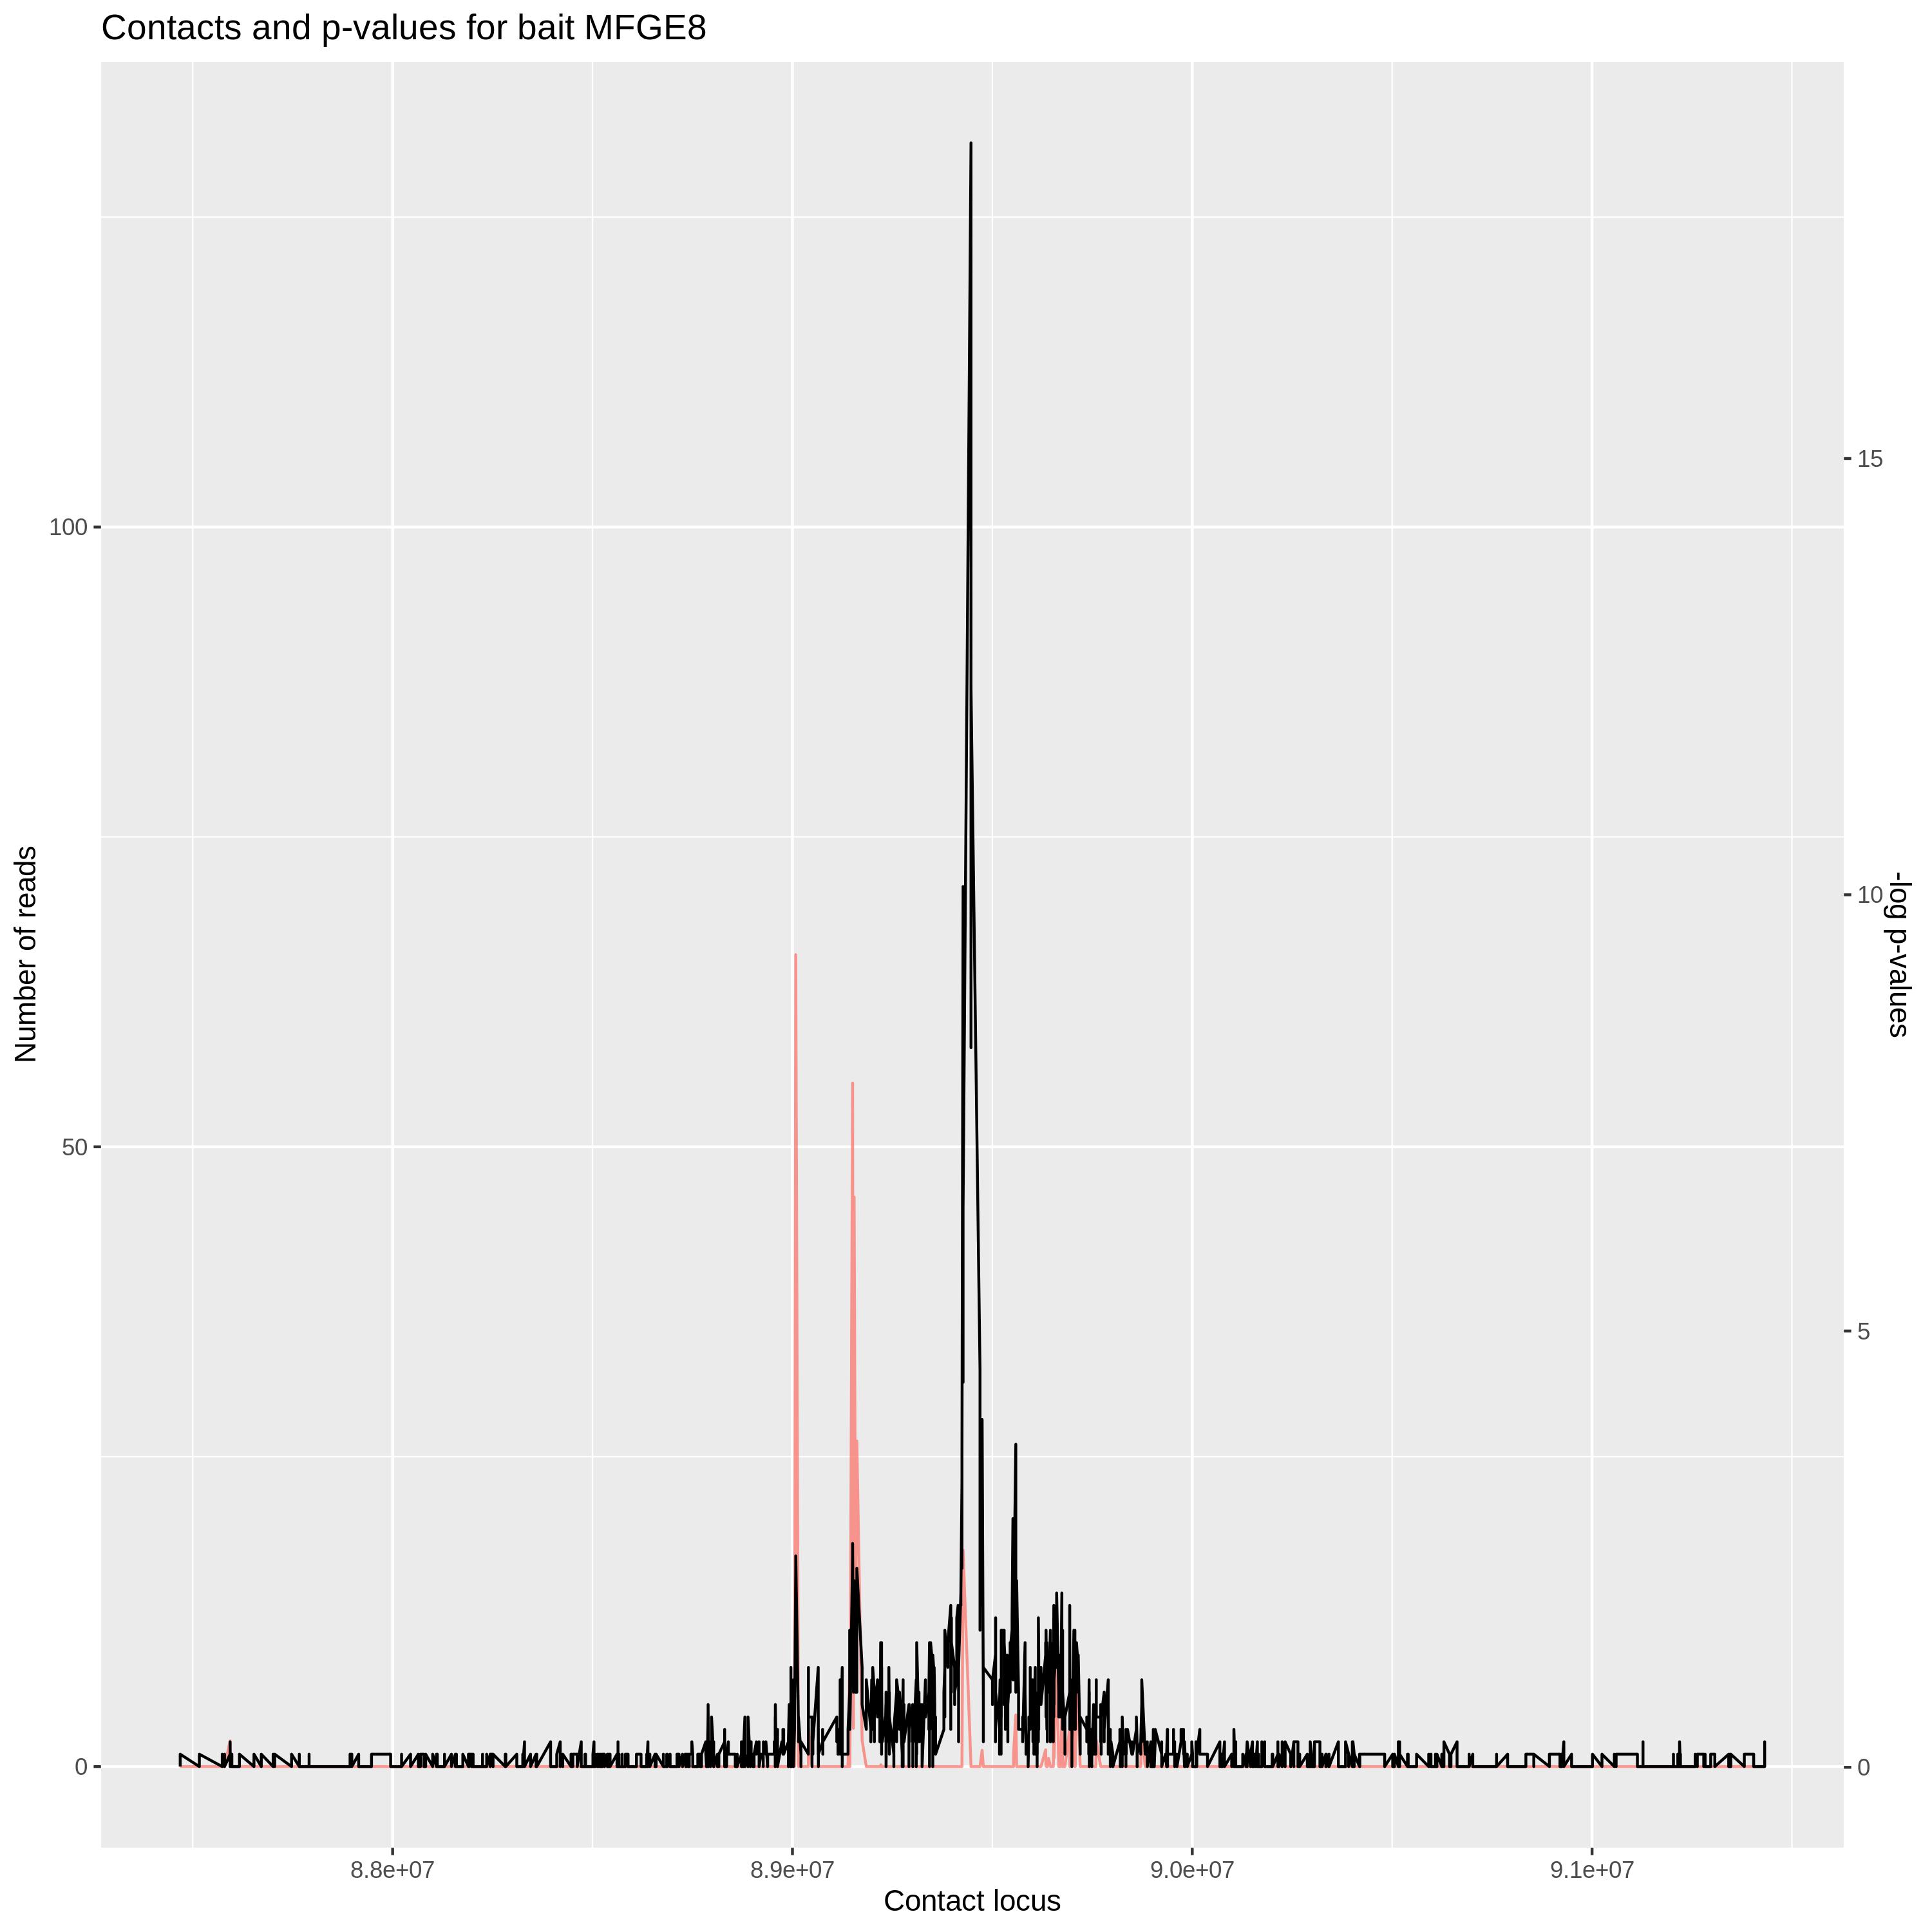 Contacts and p-values for bait MFGE8
Number of reads
100
50
0
15
10
5
0
-log p-values
8.8e+07
8.9e+07
9.0e+07
9.1e+07
Contact locus